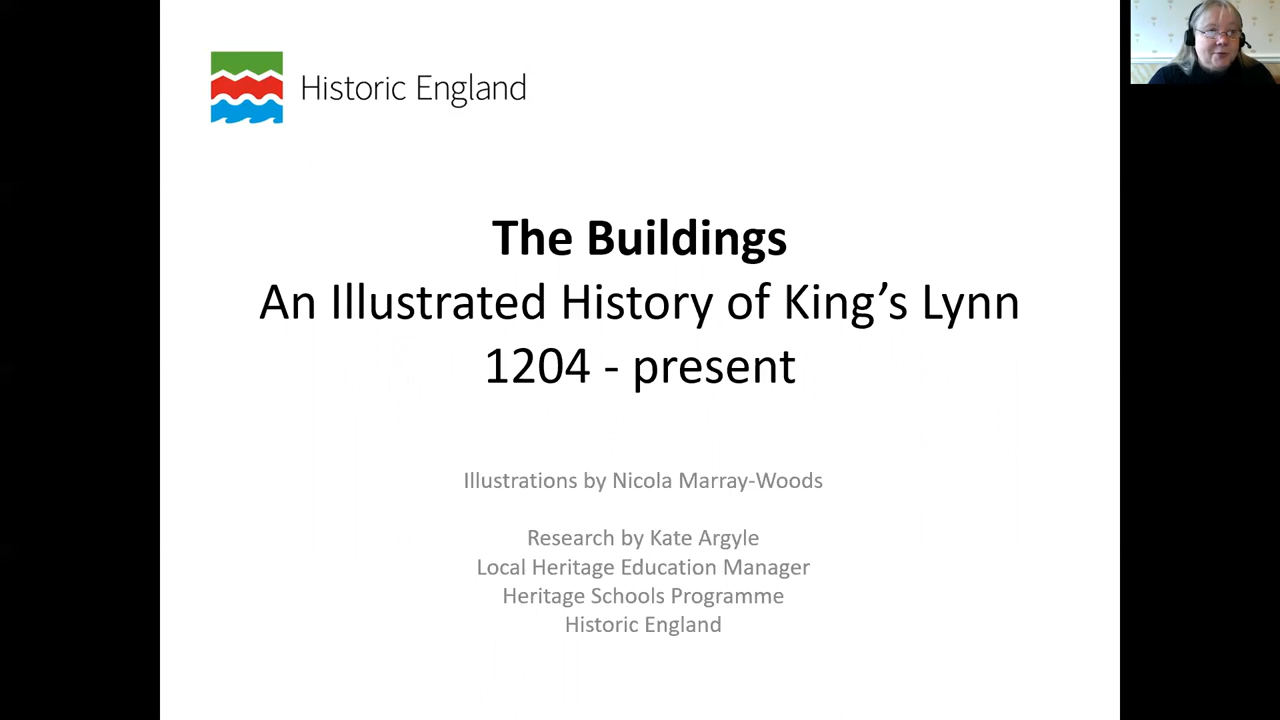 Historic England
The Buildings
An Illustrated History of King’s Lynn
1204 - present
Illustrations by Nicola Marray-Woods
Research by Kate Argyle
Local Heritage Education Manager
Heritage Schools Programme
Historic England